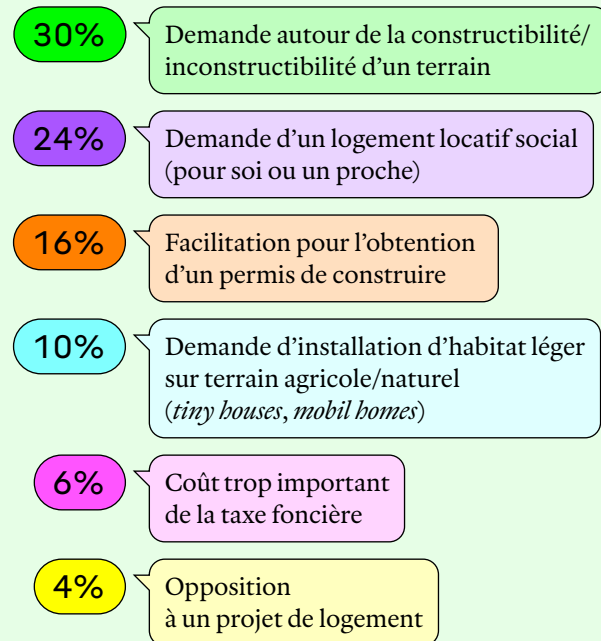 30%
Demande autour de la constructibilité/
inconstructibilité d’un terrain
24%
Demande d’un logement locatif social
(pour soi ou un proche)
16%
Facilitation pour l’obtention
d’un permis de construire
10%
Demande d’installation d’habitat léger
sur terrain agricole/naturel
(tiny houses, mobil homes)
6%
Coût trop important
de la taxe foncière
4%
Opposition
à un projet de logement